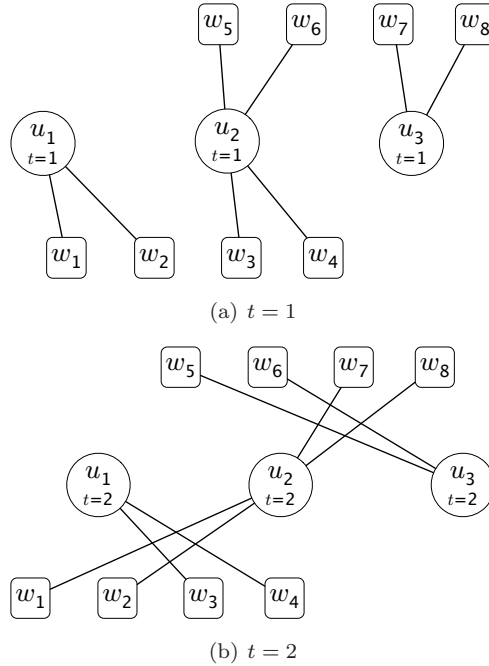 w₅ w₆ w₇ w₈
u₁ u₂ u₃
t=1 t=1 t=1
w₁ w₂ w₃ w₄
(a) t = 1
w₅ w₆ w₇ w₈
u₁ u₂ u₃
t=2 t=2 t=2
w₁ w₂ w₃ w₄
(b) t = 2